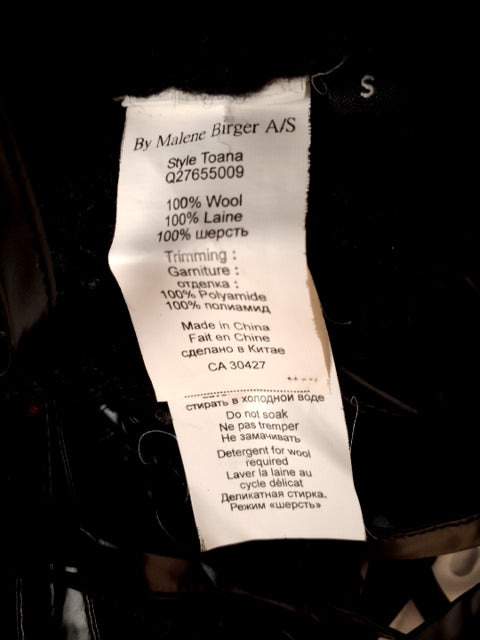 S
By Malene Birger A/S
Style Toana
Q27655009
100% Wool
100% Laine
100% шерсть
Trimming :
Garniture :
отделка :
100% Polyamide
100% полиамид
Made in China
Fait en Chine
сделано в Китае
CA 30427
стирать в холодной воде
Do not soak
Ne pas tremper
Не замачивать
Detergent for wool
required
Laver la laine au
cycle délicat
Деликатная стирка.
Режим «шерсть»